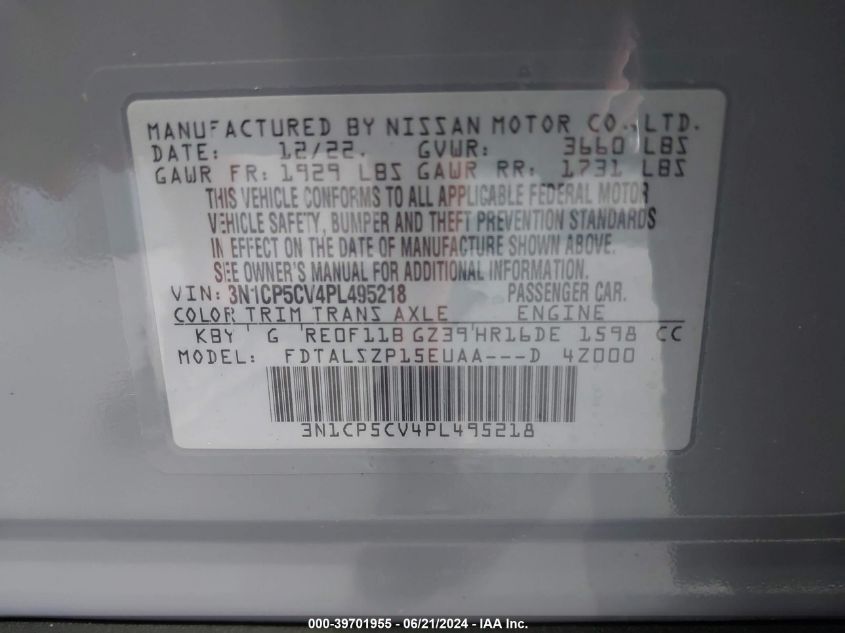 MANUFACTURED BY NISSAN MOTOR CO.,LTD.
DATE: 12/22. GVWR: 3660 LBS
GAWR FR: 1929 LBS GAWR RR: 1731 LBS
THIS VEHICLE CONFORMS TO ALL APPLICABLE FEDERAL MOTOR
VEHICLE SAFETY, BUMPER AND THEFT PREVENTION STANDARDS
IN EFFECT ON THE DATE OF MANUFACTURE SHOWN ABOVE.
SEE OWNER'S MANUAL FOR ADDITIONAL INFORMATION.
VIN: 3N1CP5CV4PL495218 PASSENGER CAR.
COLOR TRIM TRANS AXLE ENGINE
KBY G RE0F11B GZ39 HR16DE 1598 CC
MODEL: FDTALSZP15EUAA---D 4Z000
3N1CP5CV4PL495218
000-39701955 - 06/21/2024 - IAA Inc.